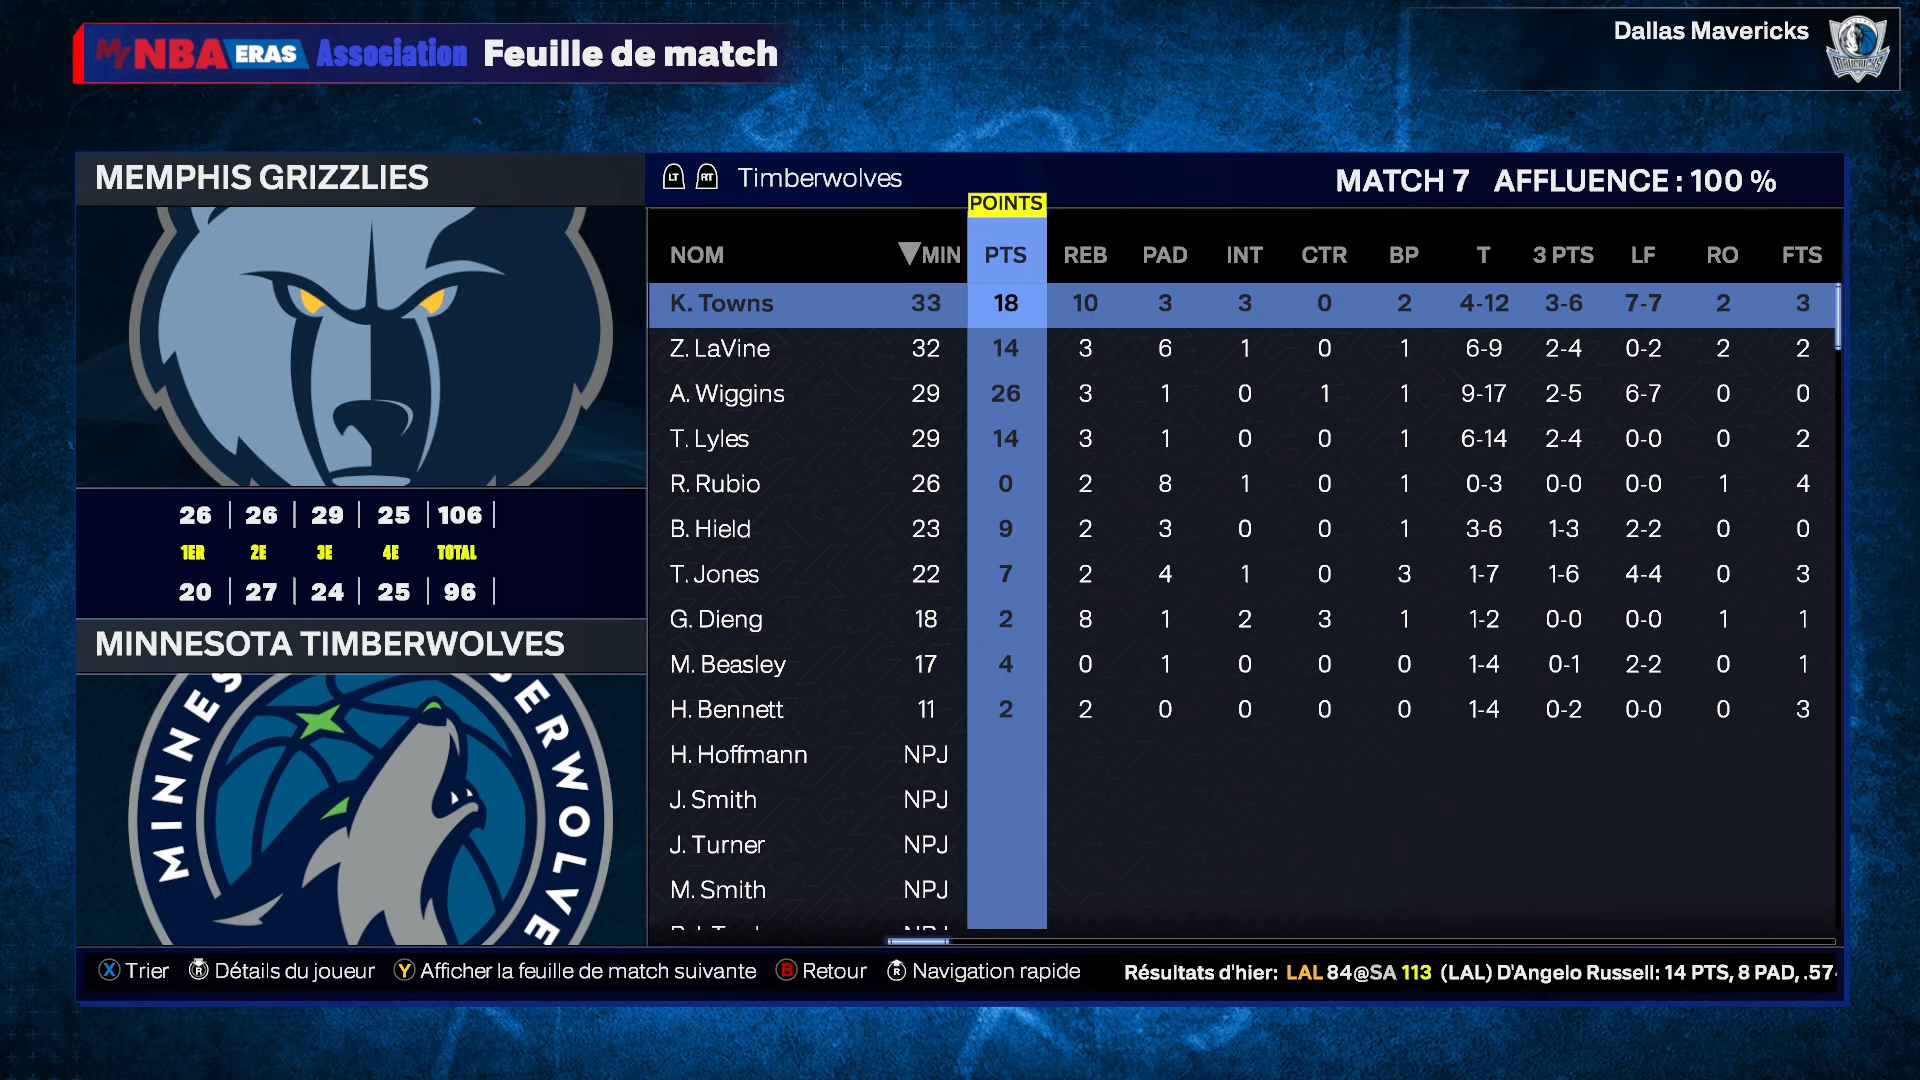 MyNBA ERAS Association Feuille de match
Dallas Mavericks
MAVERICKS
MEMPHIS GRIZZLIES
LT RT Timberwolves
MATCH 7 AFFLUENCE : 100 %
POINTS
NOM MIN PTS REB PAD INT CTR BP T 3 PTS LF RO FTS
K. Towns 33 18 10 3 3 0 2 4-12 3-6 7-7 2 3
Z. LaVine 32 14 3 6 1 0 1 6-9 2-4 0-2 2 2
A. Wiggins 29 26 3 1 0 1 1 9-17 2-5 6-7 0 0
T. Lyles 29 14 3 1 0 0 1 6-14 2-4 0-0 0 2
R. Rubio 26 0 2 8 1 0 1 0-3 0-0 0-0 1 4
B. Hield 23 9 2 3 0 0 1 3-6 1-3 2-2 0 0
T. Jones 22 7 2 4 1 0 3 1-7 1-6 4-4 0 3
G. Dieng 18 2 8 1 2 3 1 1-2 0-0 0-0 1 1
M. Beasley 17 4 0 1 0 0 0 1-4 0-1 2-2 0 1
H. Bennett 11 2 2 0 0 0 0 1-4 0-2 0-0 0 3
H. Hoffmann NPJ
J. Smith NPJ
J. Turner NPJ
M. Smith NPJ
26 26 29 25 106
1ER 2E 3E 4E TOTAL
20 27 24 25 96
MINNESOTA TIMBERWOLVES
X Trier R Détails du joueur Y Afficher la feuille de match suivante B Retour R Navigation rapide
Résultats d'hier: LAL 84@SA 113 (LAL) D'Angelo Russell: 14 PTS, 8 PAD, .57